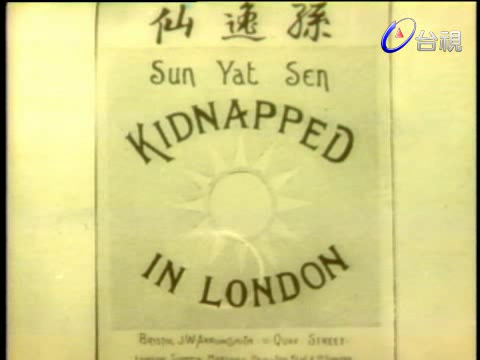 台視
仙逸孫
Sun Yat Sen
KIDNAPPED
IN LONDON
BRISTOL J.W. ARROWSMITH QUAY STREET